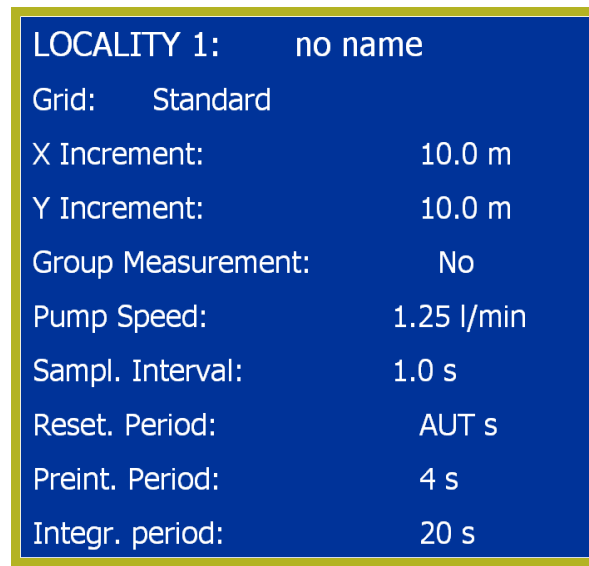 LOCALITY 1: no name
Grid: Standard
X Increment: 10.0 m
Y Increment: 10.0 m
Group Measurement: No
Pump Speed: 1.25 l/min
Sampl. Interval: 1.0 s
Reset. Period: AUT s
Preint. Period: 4 s
Integr. period: 20 s